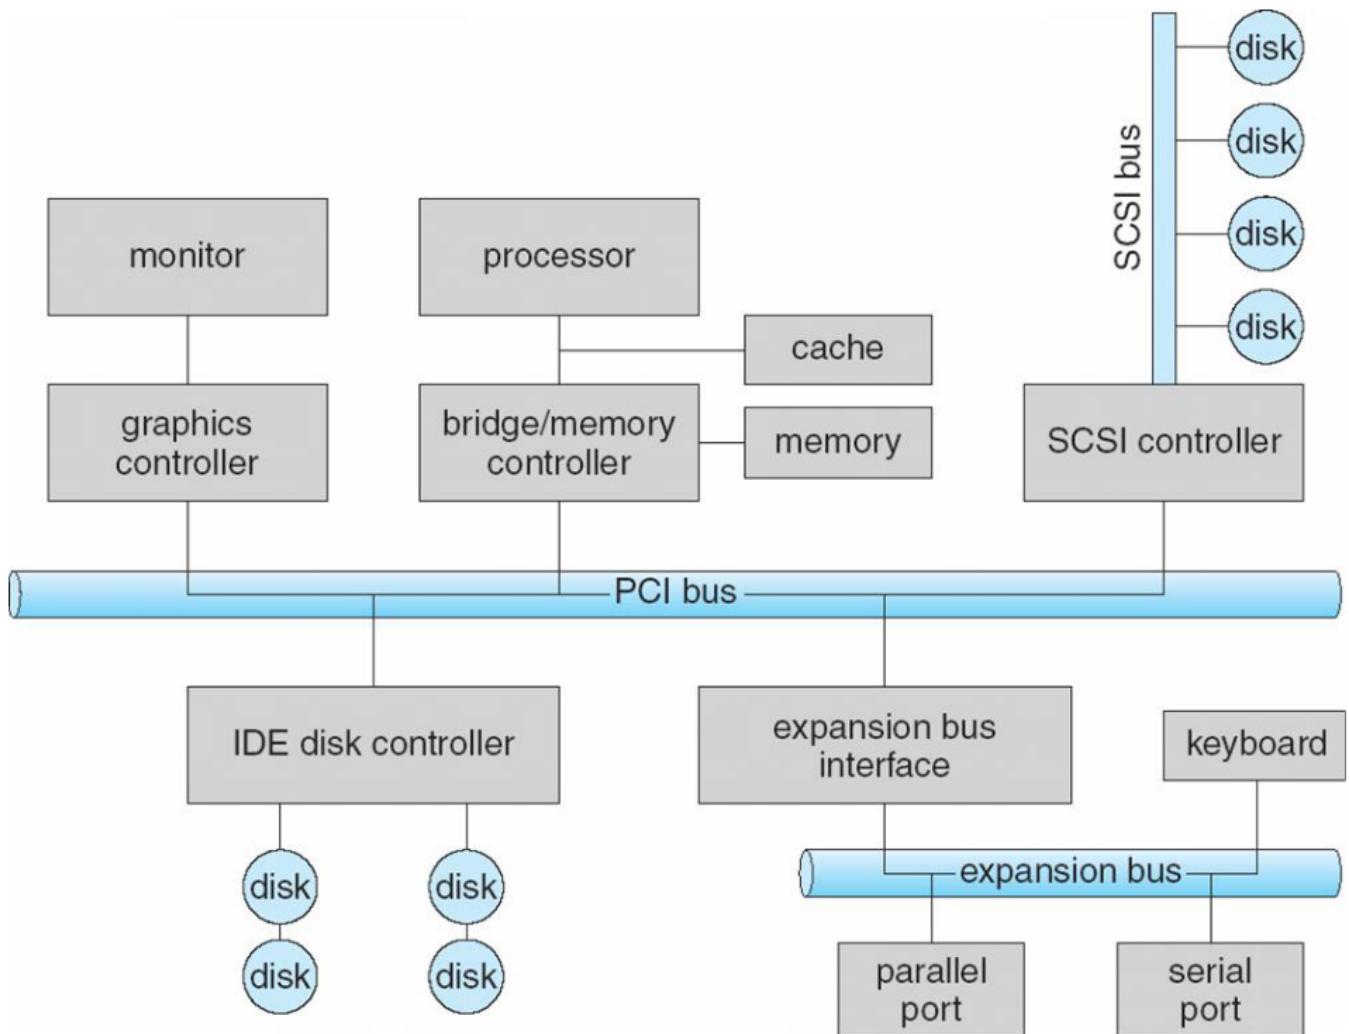 disk
disk
disk
disk
SCSI bus
monitor
processor
cache
graphics
controller
bridge/memory
controller
memory
SCSI controller
PCI bus
IDE disk controller
expansion bus
interface
keyboard
disk
disk
expansion bus
disk
disk
parallel
port
serial
port